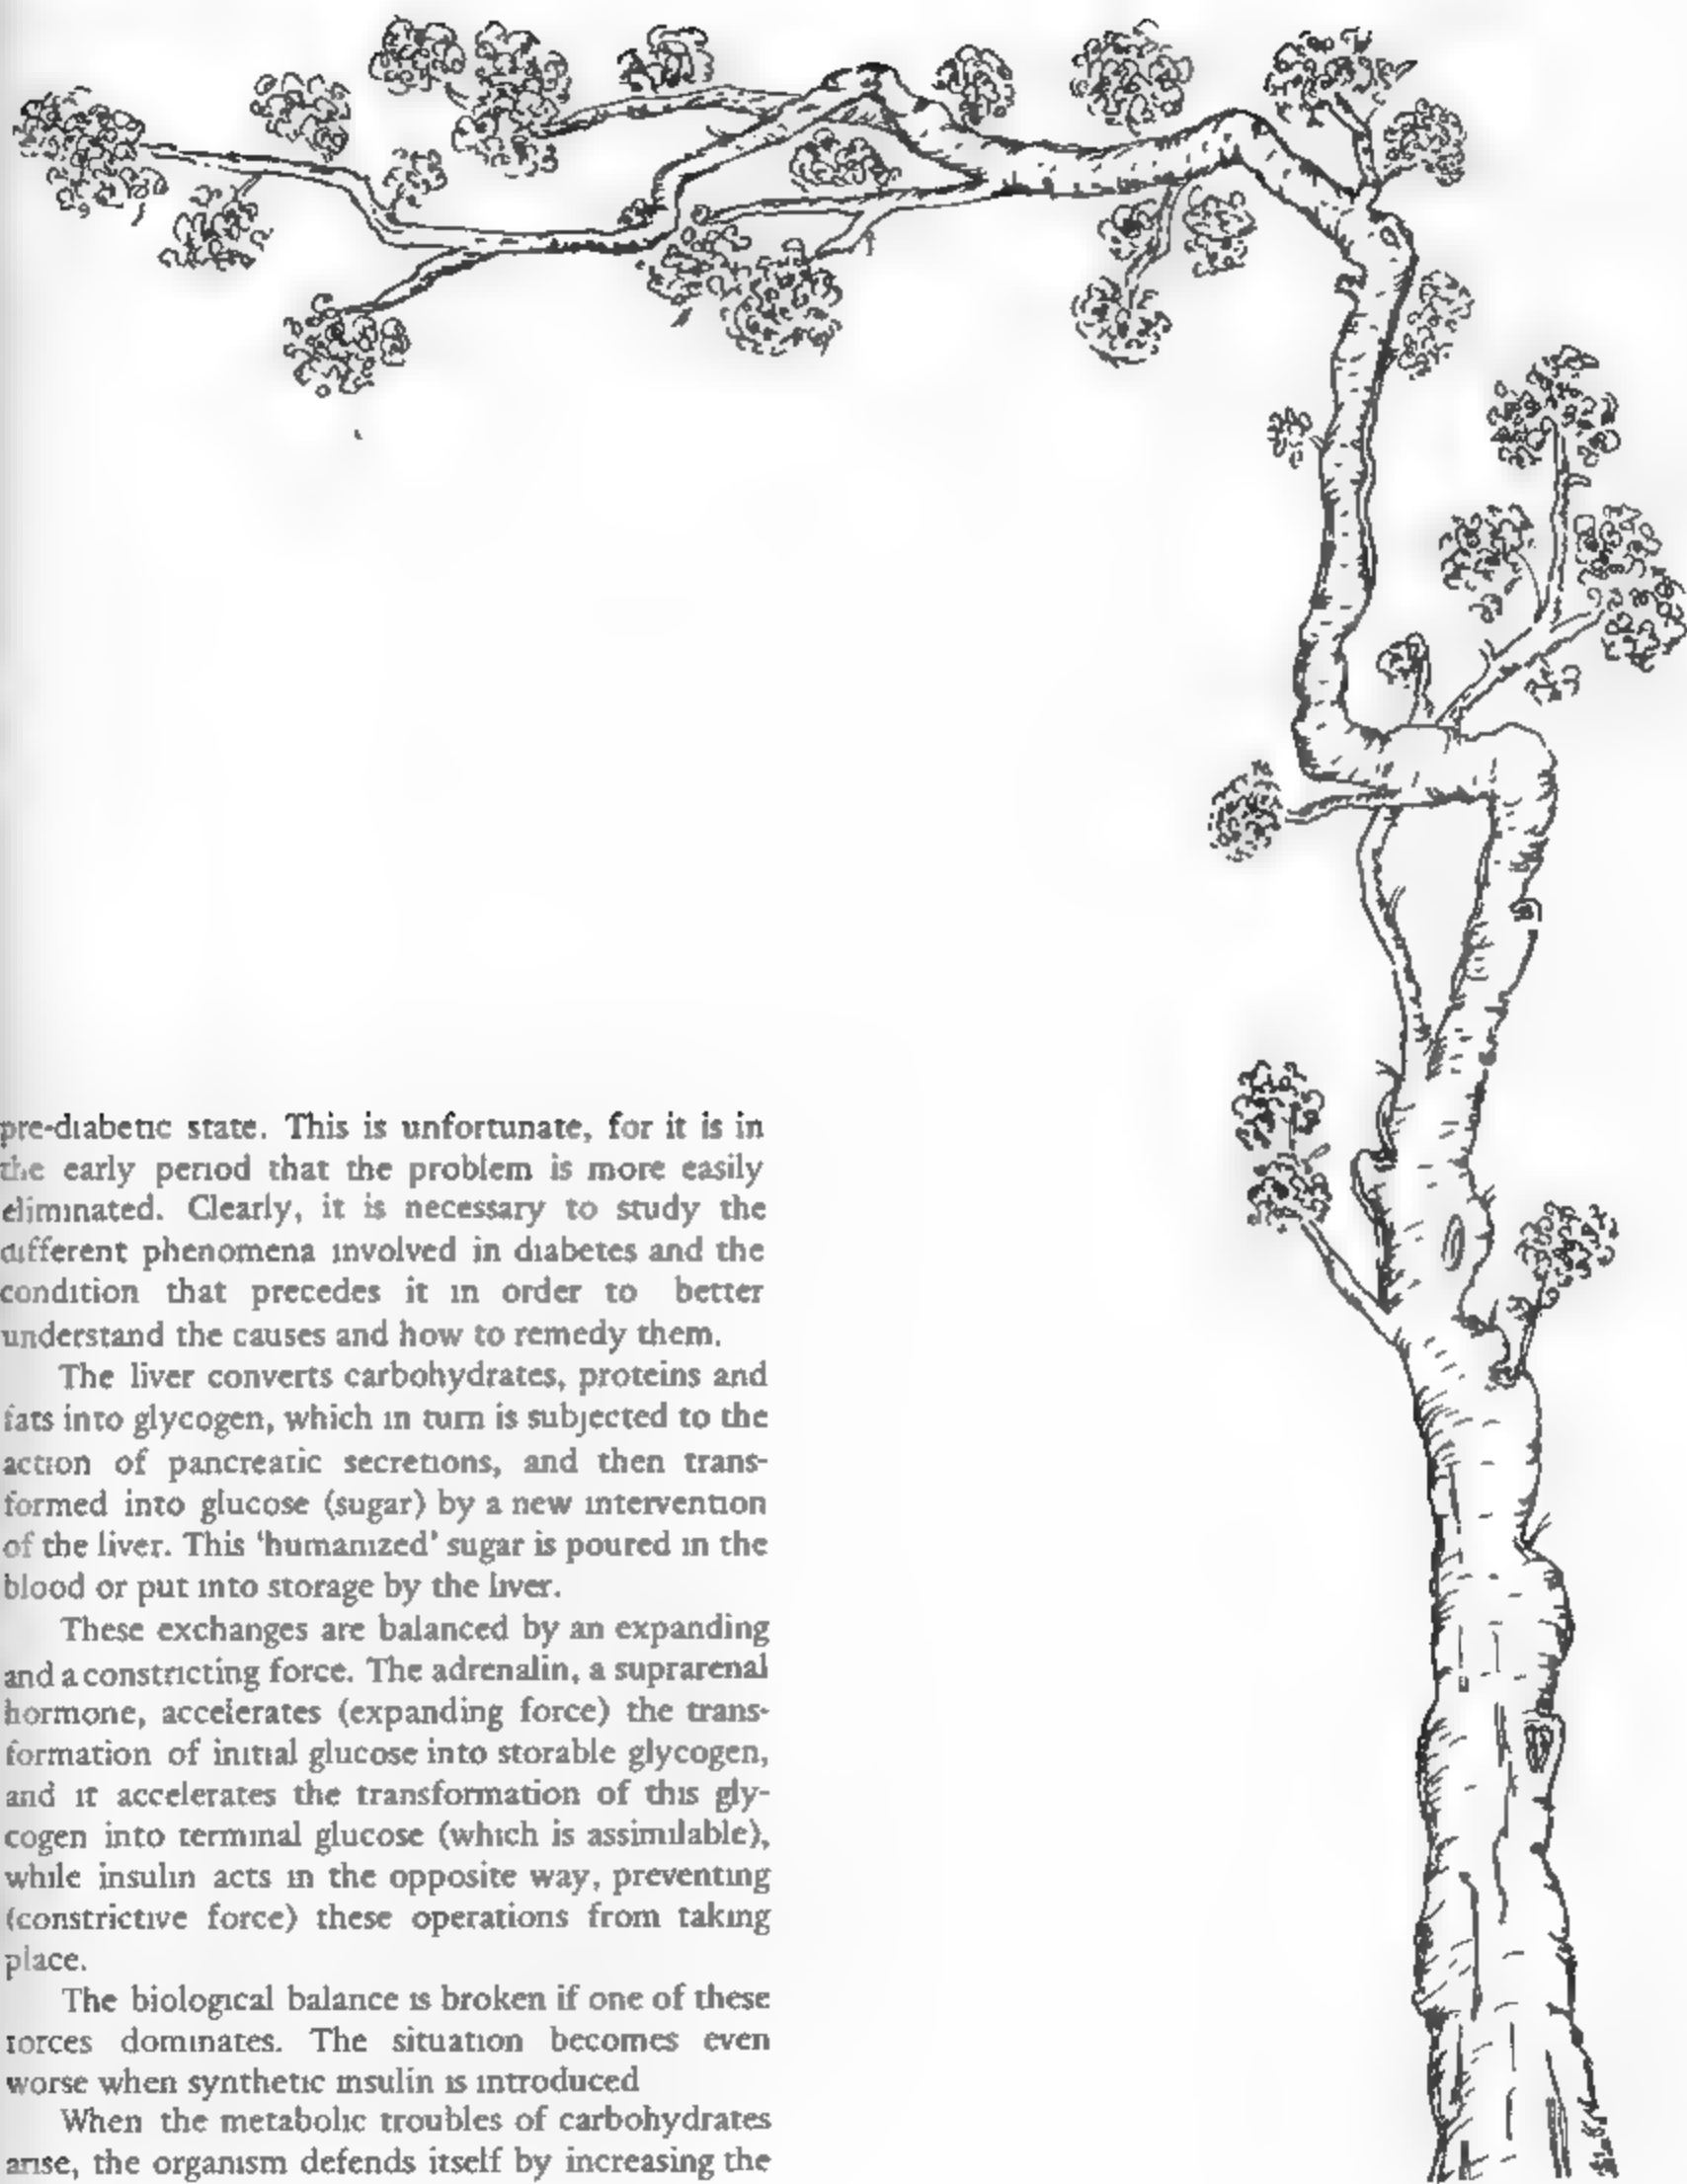 pre-diabetic state. This is unfortunate, for it is in
the early period that the problem is more easily
eliminated. Clearly, it is necessary to study the
different phenomena involved in diabetes and the
condition that precedes it in order to better
understand the causes and how to remedy them.
The liver converts carbohydrates, proteins and
fats into glycogen, which in turn is subjected to the
action of pancreatic secretions, and then trans-
formed into glucose (sugar) by a new intervention
of the liver. This ‘humanized’ sugar is poured in the
blood or put into storage by the liver.
These exchanges are balanced by an expanding
and a constricting force. The adrenalin, a suprarenal
hormone, accelerates (expanding force) the trans-
formation of initial glucose into storable glycogen,
and it accelerates the transformation of this gly-
cogen into terminal glucose (which is assimilable),
while insulin acts in the opposite way, preventing
(constrictive force) these operations from taking
place.
The biological balance is broken if one of these
forces dominates. The situation becomes even
worse when synthetic insulin is introduced
When the metabolic troubles of carbohydrates
arise, the organism defends itself by increasing the